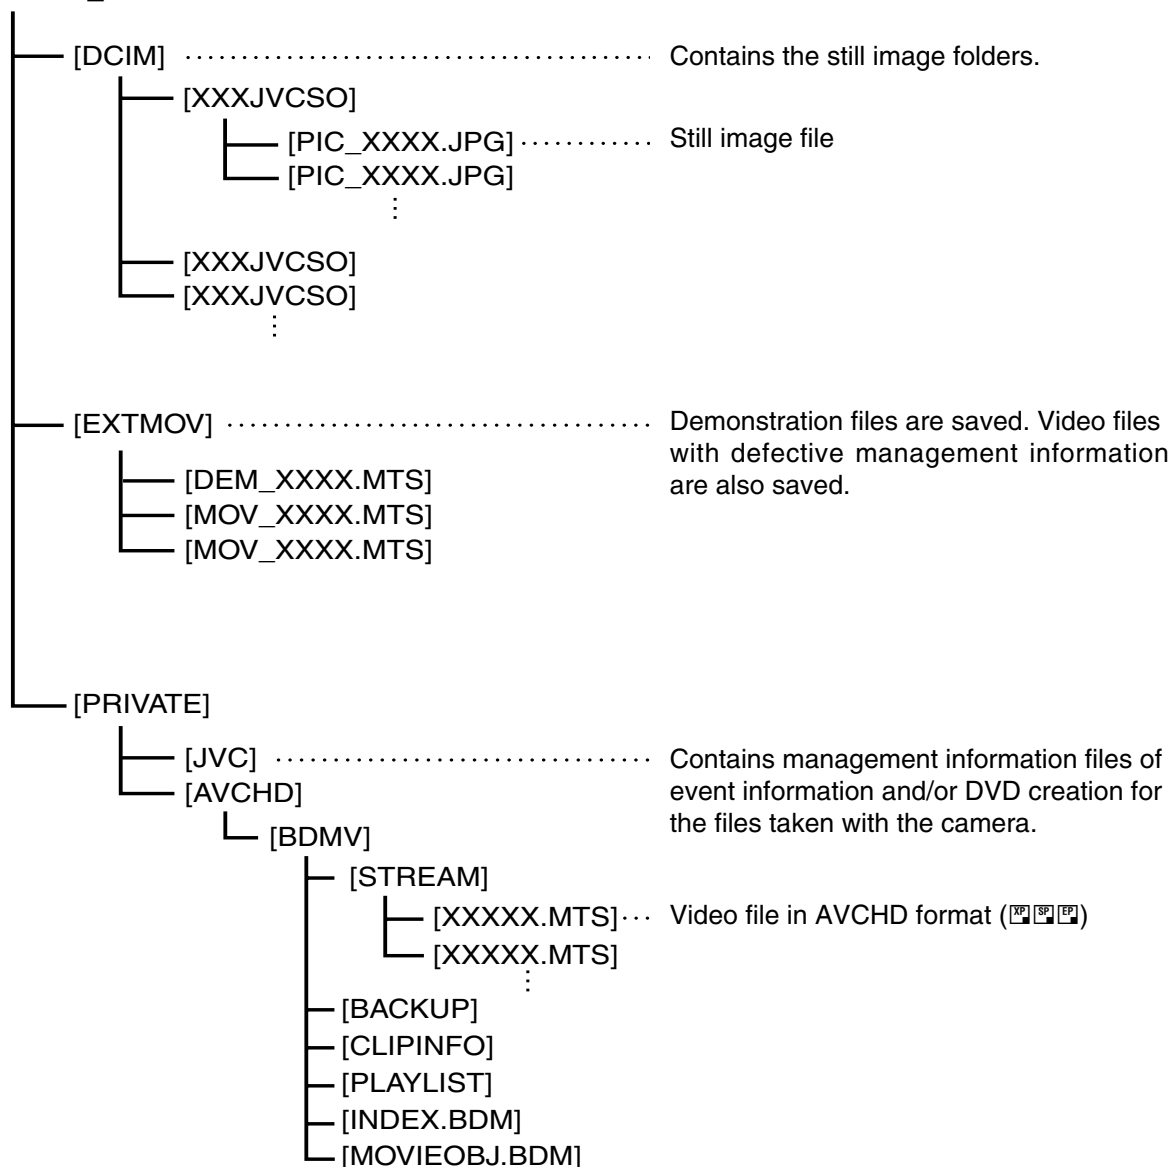 [DCIM] Contains the still image folders.
[XXXJVCSO]
[PIC_XXXX.JPG] Still image file
[PIC_XXXX.JPG]
[XXXJVCSO]
[XXXJVCSO]
[EXTMOV] Demonstration files are saved. Video files
with defective management information
are also saved.
[DEM_XXXX.MTS]
[MOV_XXXX.MTS]
[MOV_XXXX.MTS]
[PRIVATE]
[JVC] Contains management information files of
[AVCHD] event information and/or DVD creation for
the files taken with the camera.
[BDMV]
[STREAM]
[XXXXX.MTS] Video file in AVCHD format (XP SP EP)
[XXXXX.MTS]
[BACKUP]
[CLIPINFO]
[PLAYLIST]
[INDEX.BDM]
[MOVIEOBJ.BDM]